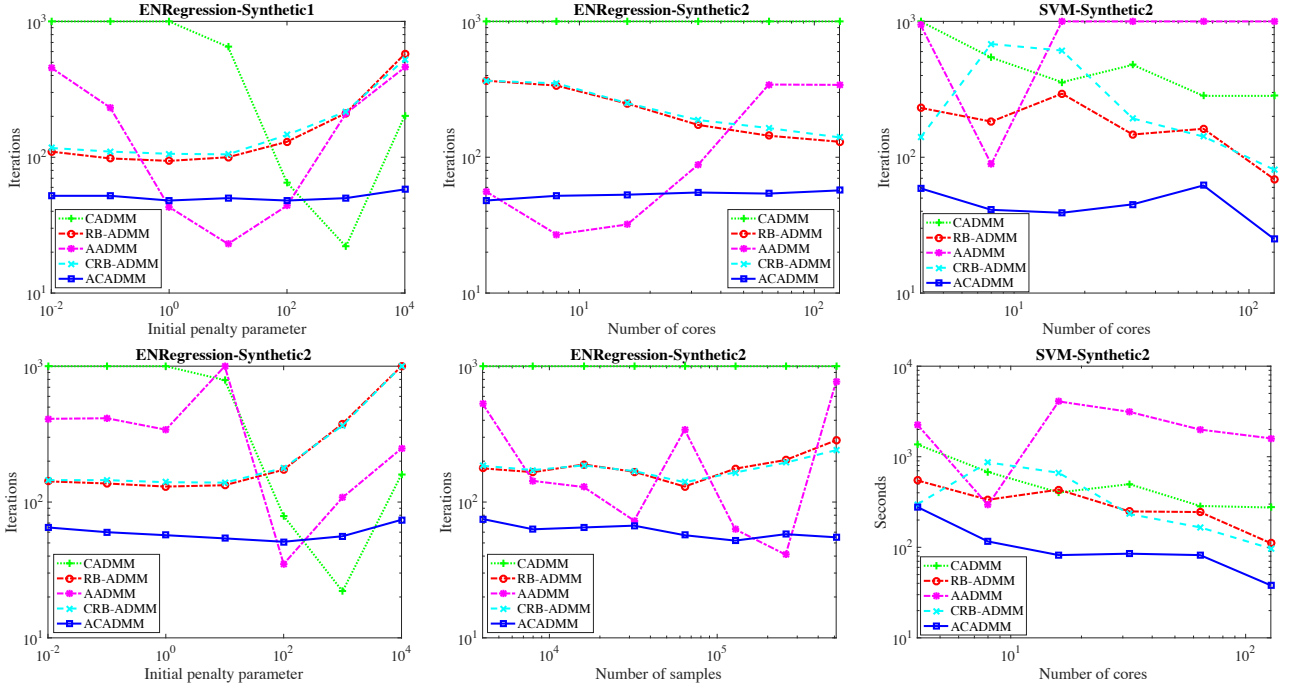 ENRegression-Synthetic1
10^3
10^2
10^1
Iterations
10^-2
10^0
10^2
10^4
Initial penalty parameter
CADMM
RB-ADMM
AADMM
CRB-ADMM
ACADMM
ENRegression-Synthetic2
10^3
10^2
10^1
Iterations
10^1
10^2
Number of cores
CADMM
RB-ADMM
AADMM
CRB-ADMM
ACADMM
SVM-Synthetic2
10^3
10^2
10^1
Iterations
10^1
10^2
Number of cores
CADMM
RB-ADMM
AADMM
CRB-ADMM
ACADMM
ENRegression-Synthetic2
10^3
10^2
10^1
Iterations
10^-2
10^0
10^2
10^4
Initial penalty parameter
CADMM
RB-ADMM
AADMM
CRB-ADMM
ACADMM
ENRegression-Synthetic2
10^3
10^2
10^1
Iterations
10^4
10^5
Number of samples
CADMM
RB-ADMM
AADMM
CRB-ADMM
ACADMM
SVM-Synthetic2
10^4
10^3
10^2
10^1
Seconds
10^1
10^2
Number of cores
CADMM
RB-ADMM
AADMM
CRB-ADMM
ACADMM